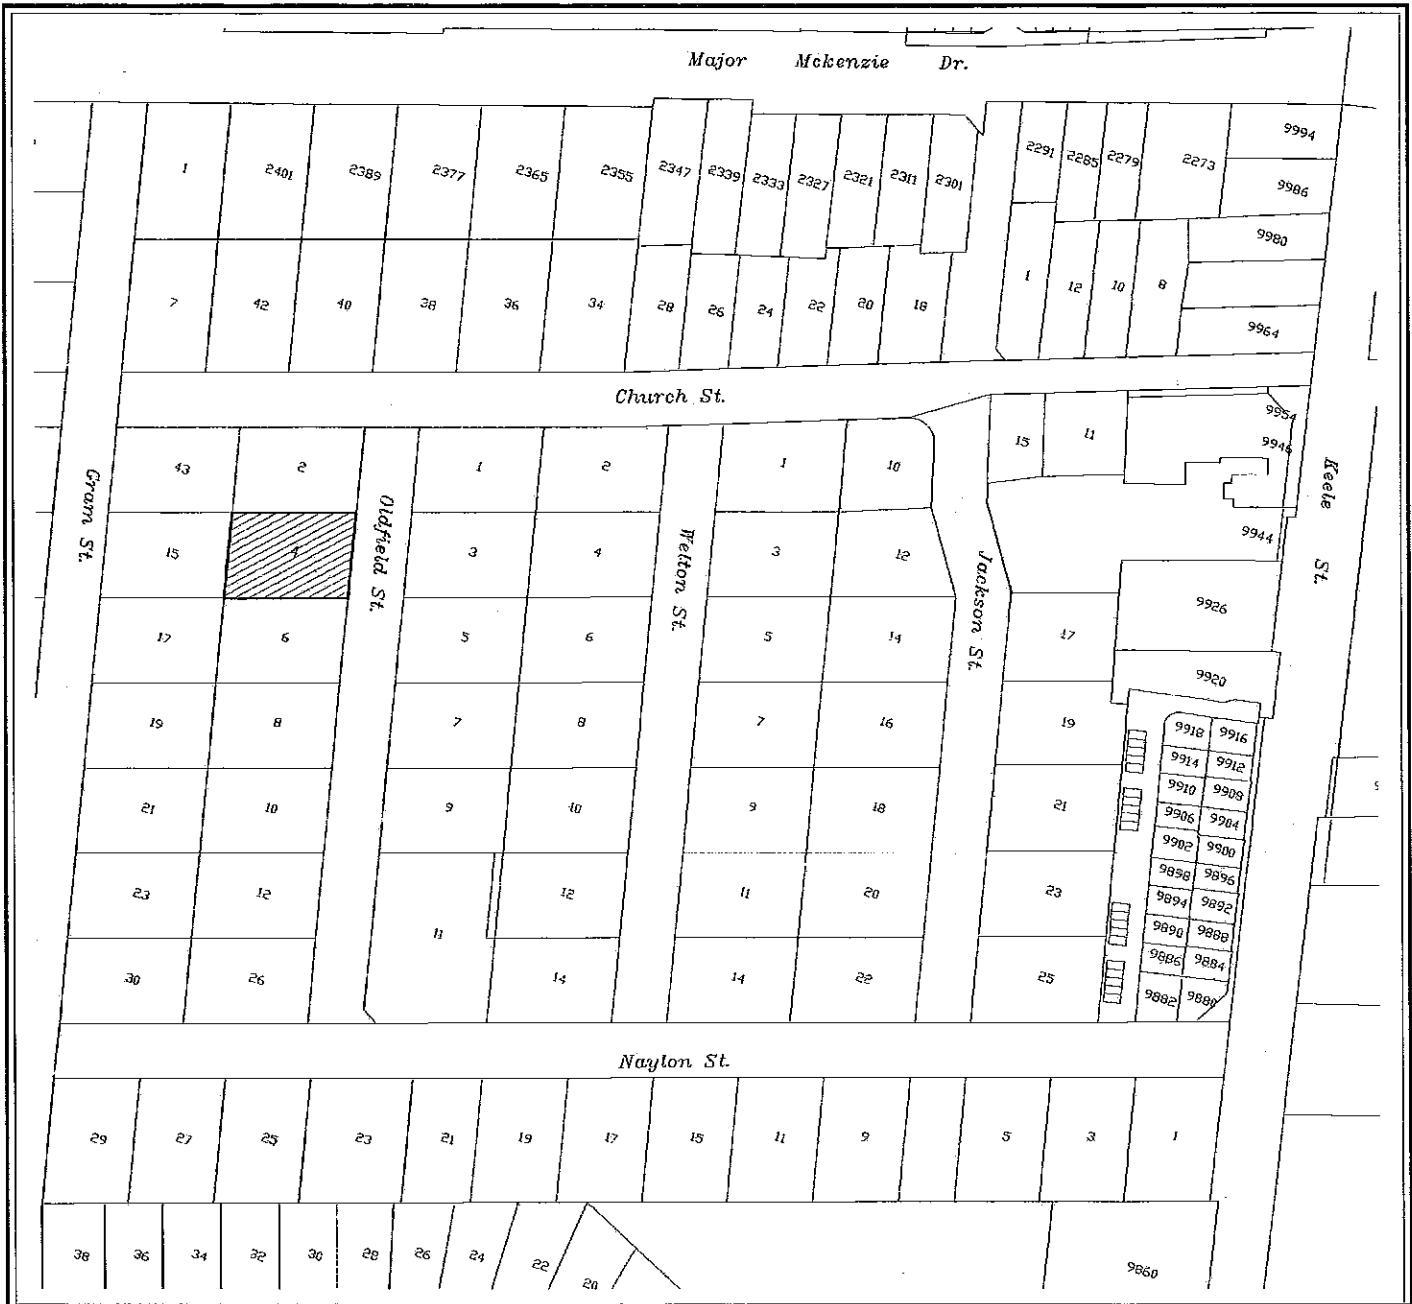 Major Mckenzie Dr.
1 2401 2389 2377 2365 2355 2347 2339 2333 2327 2321 2311 2301 2291 2285 2279 2273 9994
9986
9980
7 42 40 38 36 34 28 26 24 22 20 18 1 12 10 8
9964
Church St.
43 2 1 2 1 10 15 11 9954
9946
Keele St.
Gram St.
Oldfield St.
Welton St.
Jackson St.
9944
15 4 3 4 3 12
9926
17 6 5 6 5 14 17
9920
19 8 7 8 7 16 19
9918 9916
9914 9912
21 10 9 10 9 18 21
9910 9908
9906 9904
9902 9900
23 12 11 12 11 20 23
9898 9896
9894 9892
9890 9888
30 26 14 14 22 25
9886 9884
9882 9880
Naylon St.
29 27 25 23 21 19 17 15 11 9 5 3 1
38 36 34 32 30 28 26 24 22 20 9860